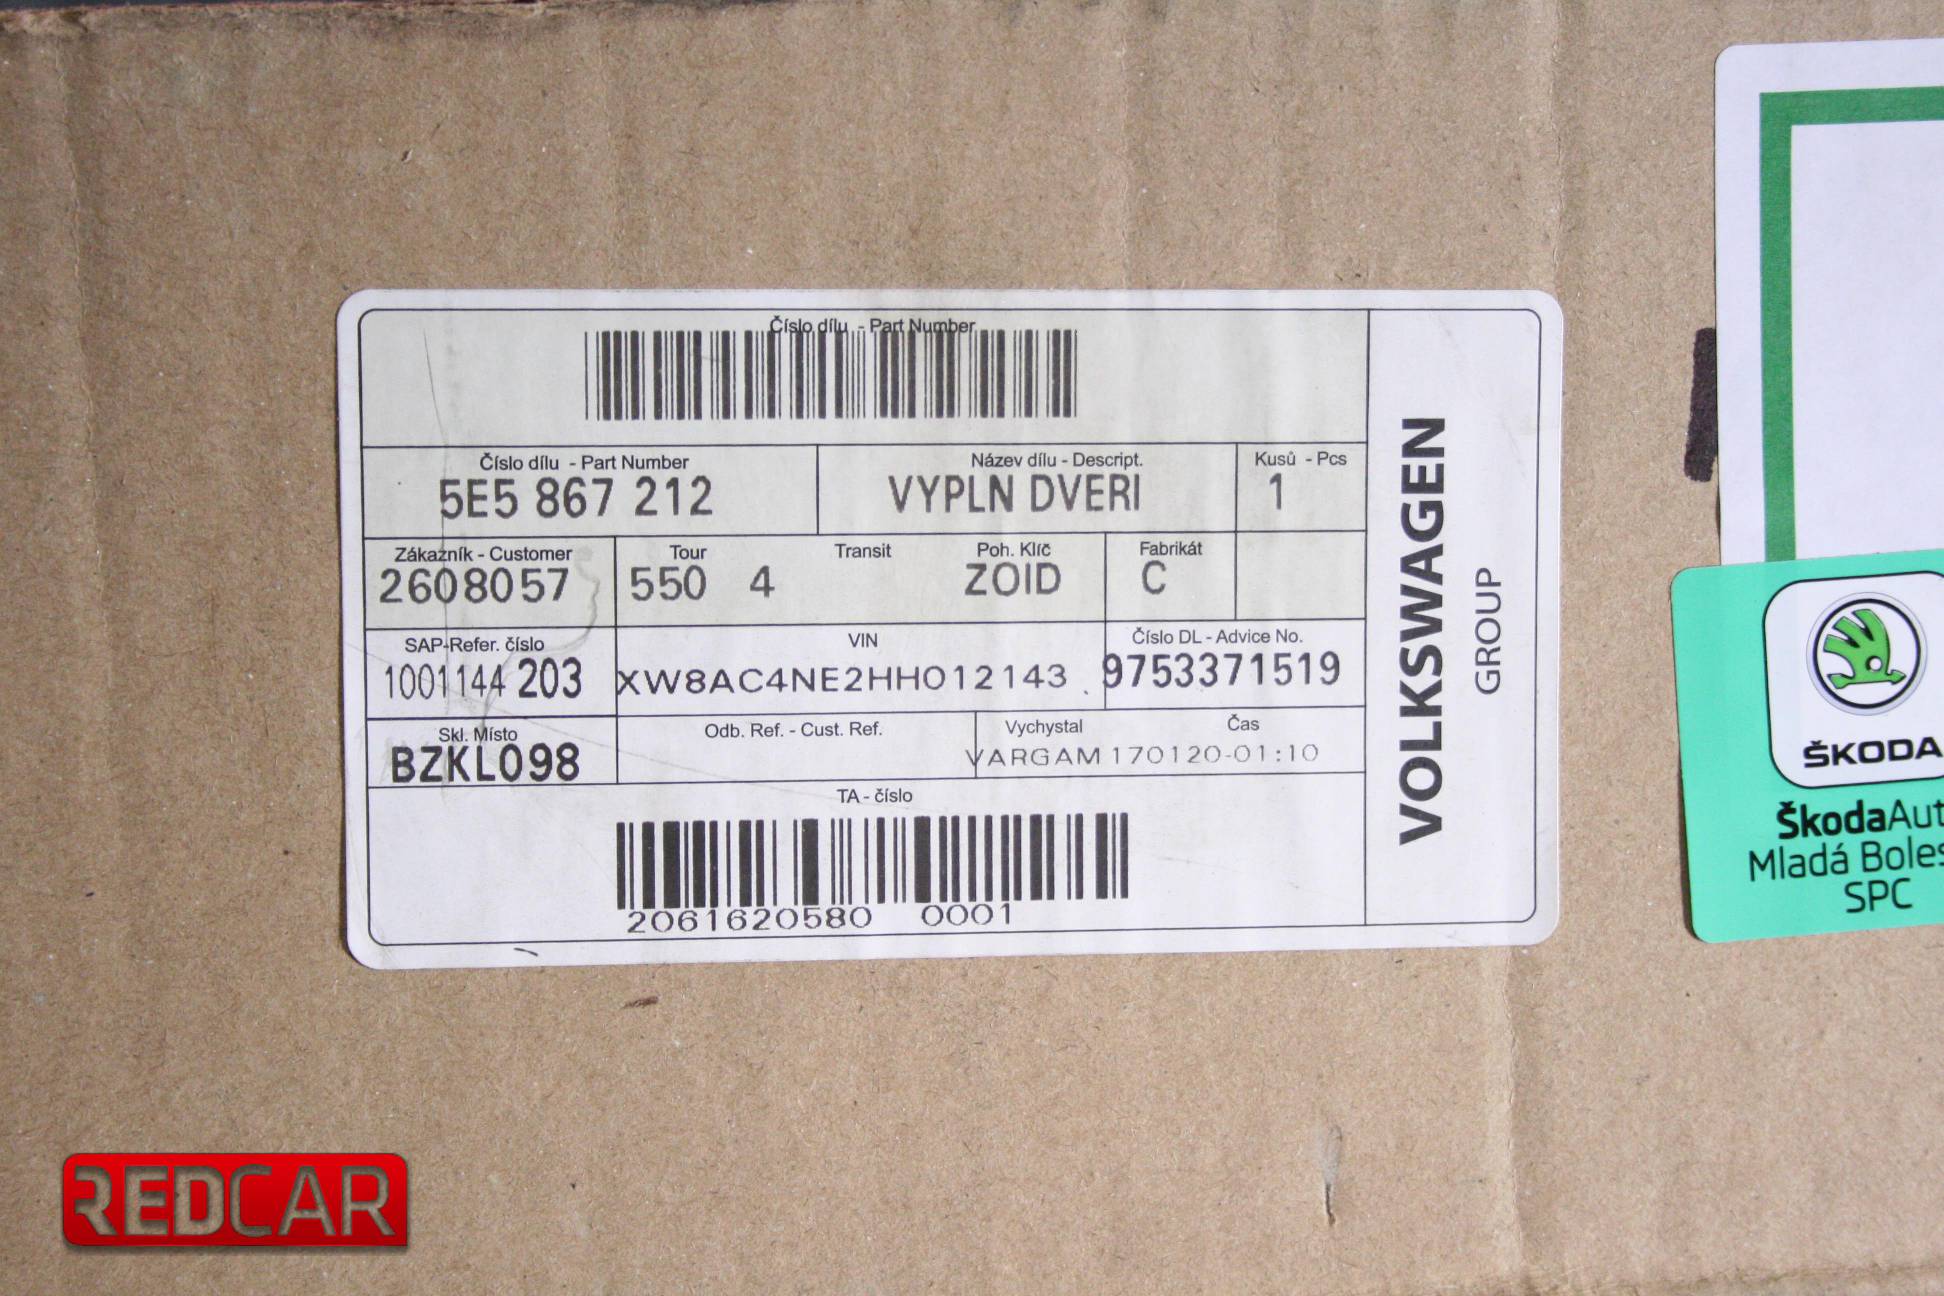 Číslo dílu - Part Number
Číslo dílu - Part Number
5E5 867 212
Název dílu - Descript.
VYPLN DVERI
Kusů - Pcs
1
Zákazník - Customer
2608057
Tour
550 4
Transit
Poh. Klíč
ZOID
Fabrikát
C
SAP-Refer. číslo
1001144 203
VIN
XW8AC4NE2HH012143
Číslo DL - Advice No.
9753371519
Skl. Místo
BZKL098
Odb. Ref. - Cust. Ref.
Vychystal
Čas
VARGAM 170120-01:10
TA - číslo
2061620580 0001
VOLKSWAGEN
GROUP
ŠKODA
ŠkodaAut
Mladá Boles
SPC
REDCAR